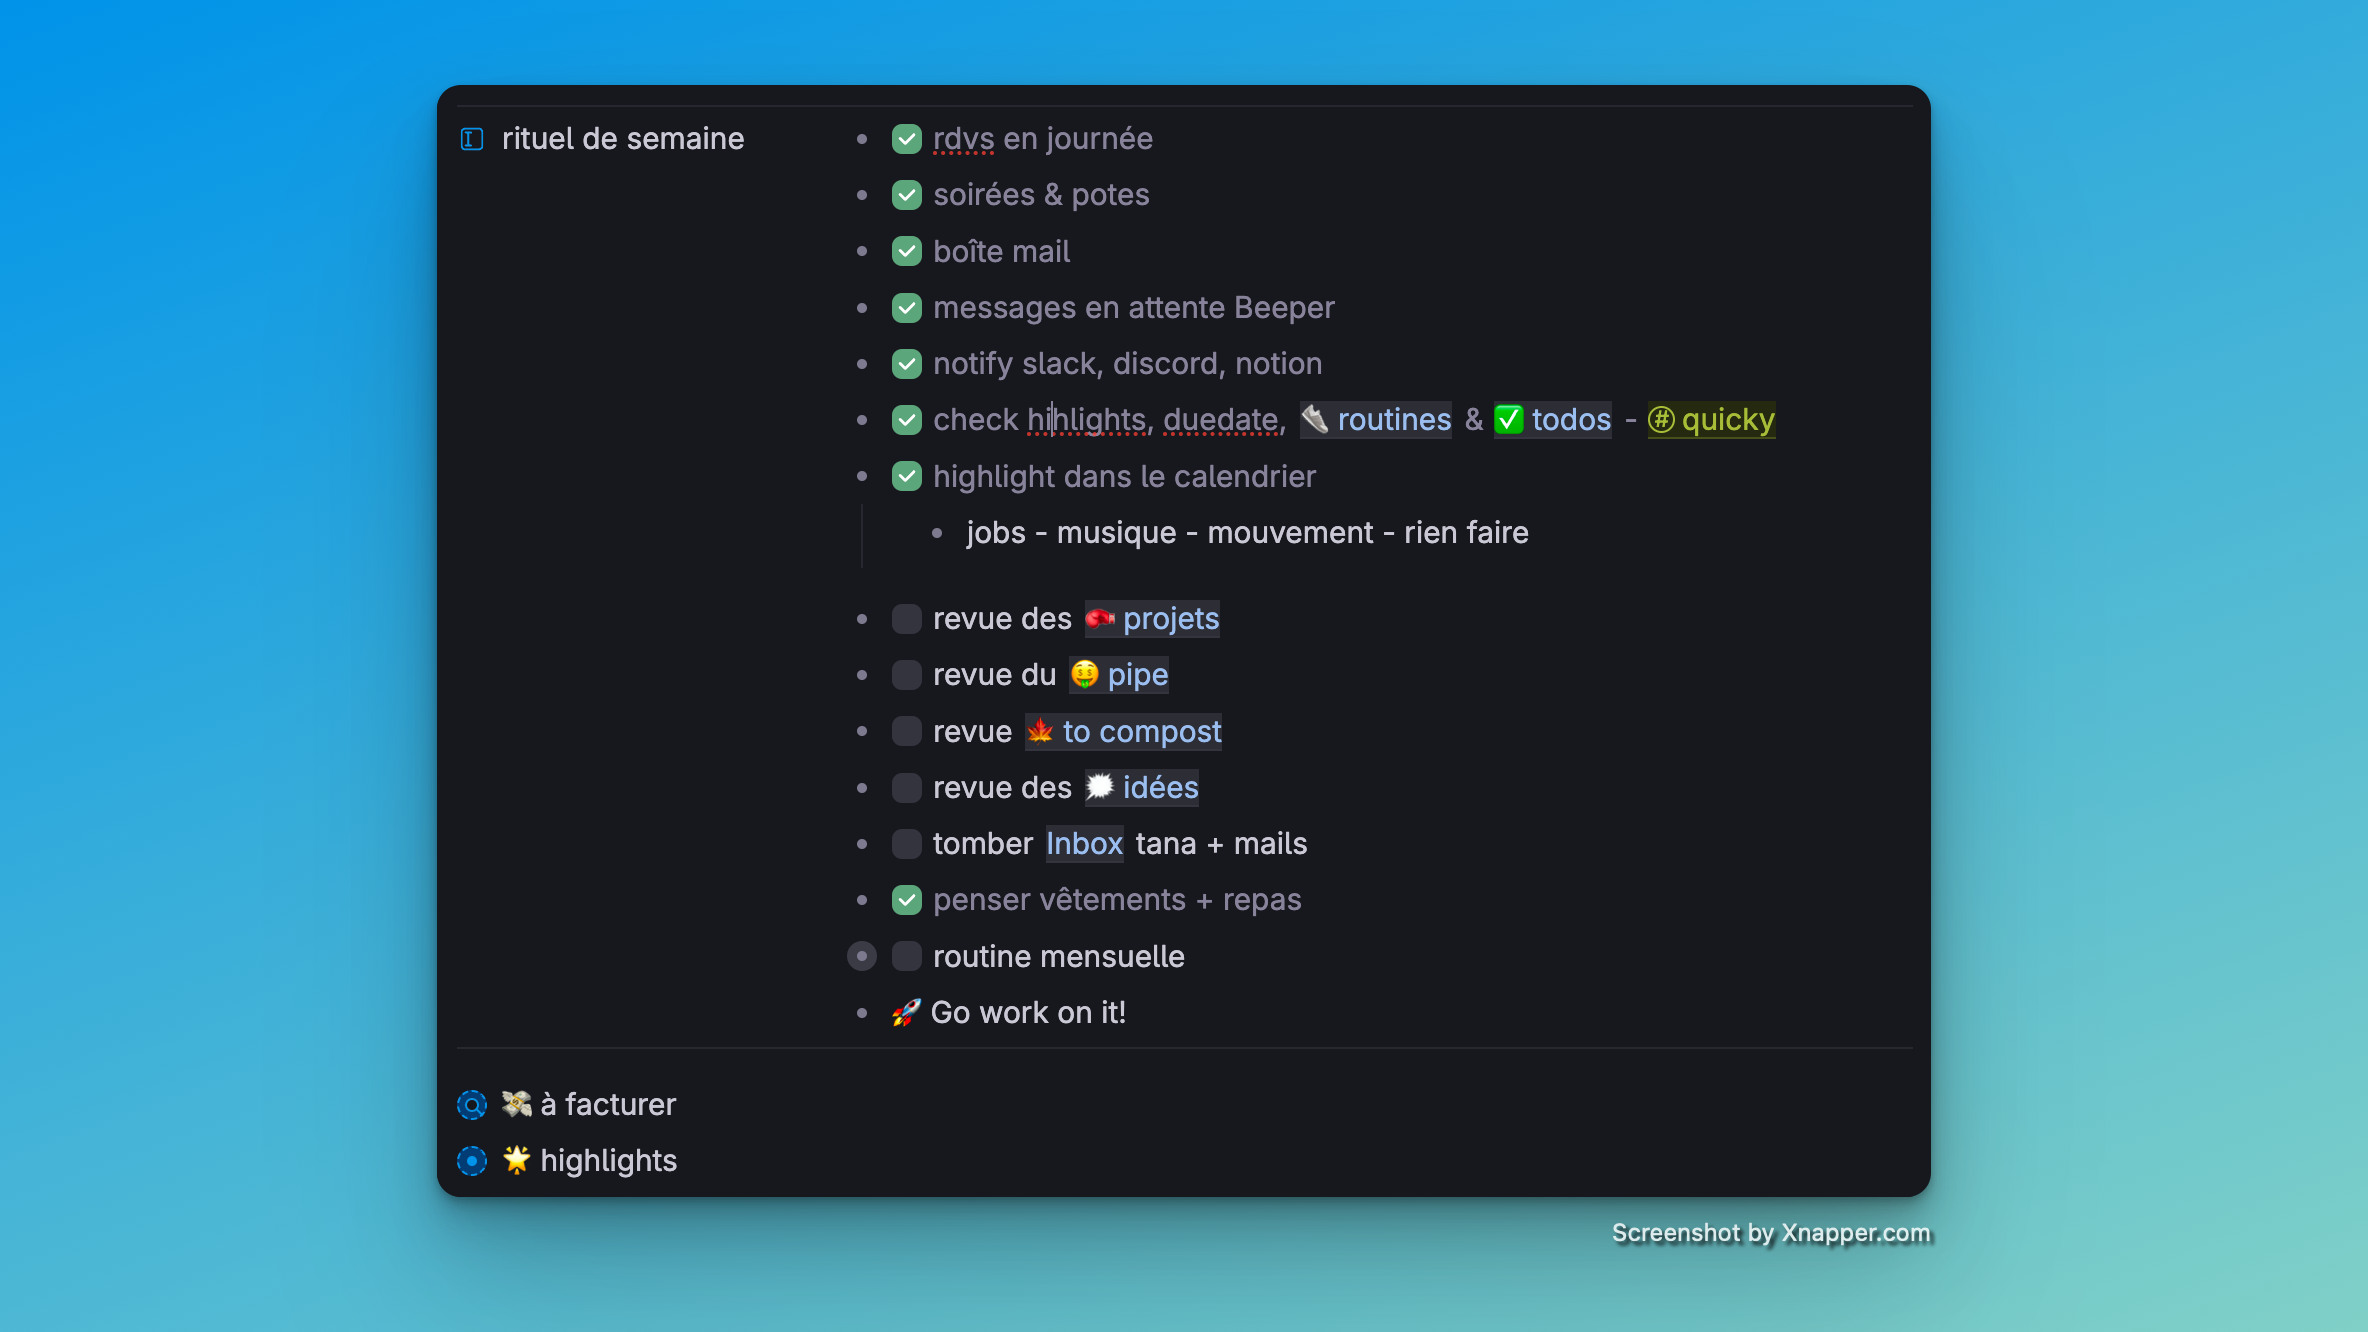 rituel de semaine
rdvs en journée
soirées & potes
boîte mail
messages en attente Beeper
notify slack, discord, notion
check hihlights, duedate, routines & todos - # quicky
highlight dans le calendrier
jobs - musique - mouvement - rien faire
revue des projets
revue du pipe
revue to compost
revue des idées
tomber Inbox tana + mails
penser vêtements + repas
routine mensuelle
🚀 Go work on it!
💸 à facturer
🌟 highlights
Screenshot by Xnapper.com